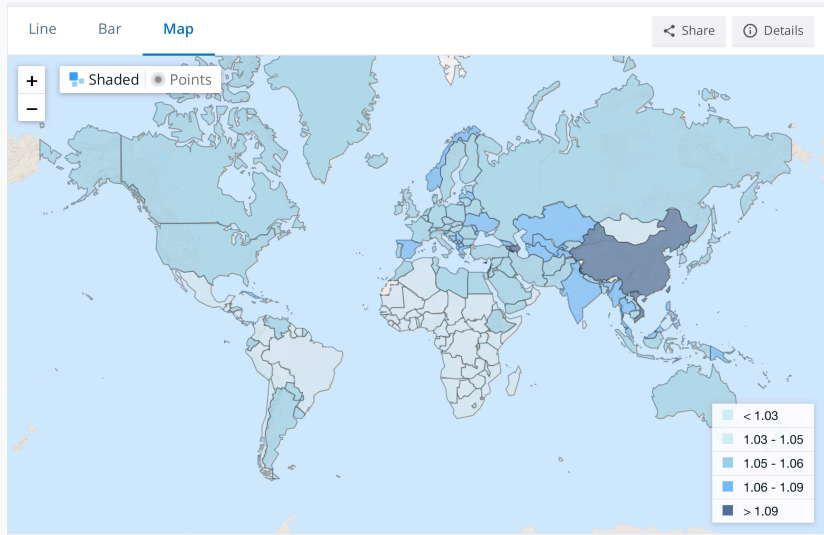 Line Bar Map Share Details
+ Shaded Points
−
< 1.03
1.03 - 1.05
1.05 - 1.06
1.06 - 1.09
> 1.09